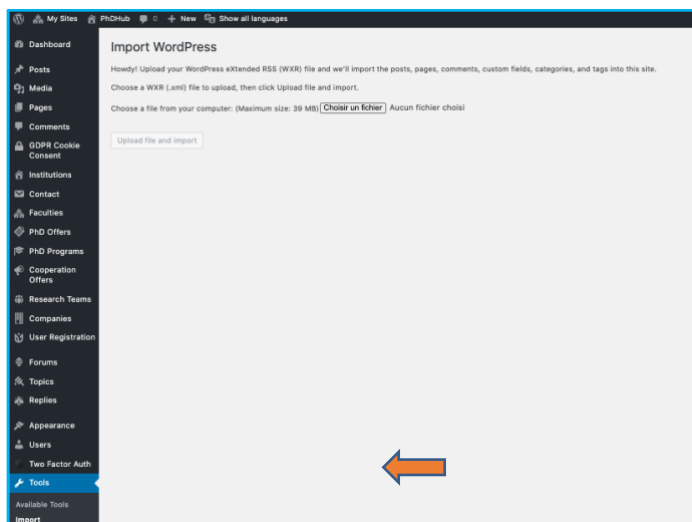 My Sites PhDHub 0 + New Show all languages
Dashboard
Posts
Media
Pages
Comments
GDPR Cookie
Consent
Institutions
Contact
Faculties
PhD Offers
PhD Programs
Cooperation
Offers
Research Teams
Companies
User Registration
Forums
Topics
Replies
Appearance
Users
Two Factor Auth
Tools
Available Tools
Import
Import WordPress
Howdy! Upload your WordPress eXtended RSS (WXR) file and we'll import the posts, pages, comments, custom fields, categories, and tags into this site.
Choose a WXR (.xml) file to upload, then click Upload file and import.
Choose a file from your computer: (Maximum size: 39 MB) Choisir un fichier Aucun fichier choisi
Upload file and import